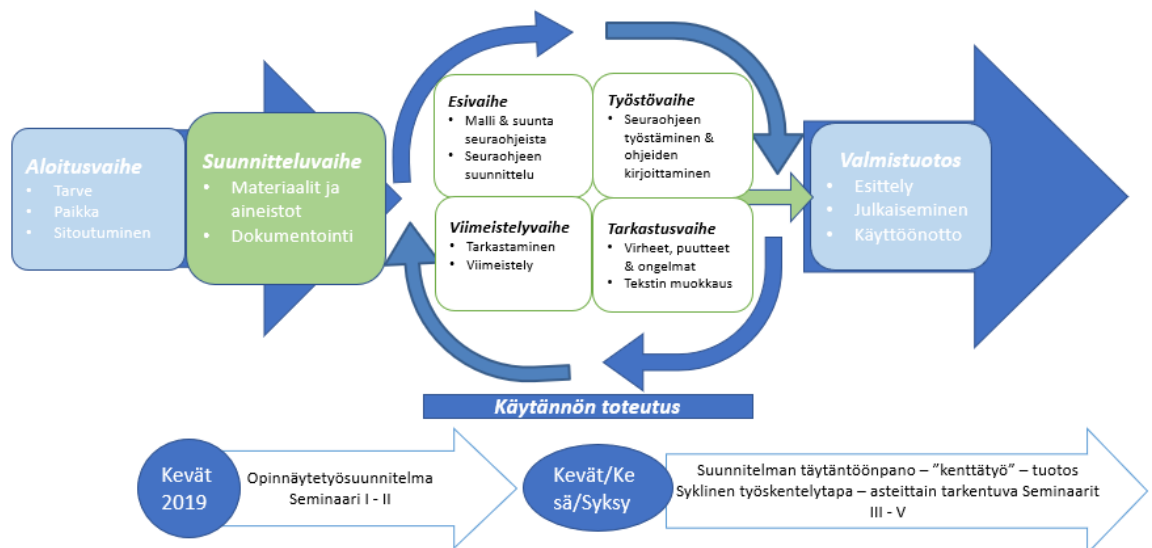 Aloitusvaihe
• Tarve
• Paikka
• Sitoutuminen
Suunnitteluvaihe
• Materiaalit ja
aineistot
• Dokumentointi
Esivaihe
• Malli & suunta
seuraohjeista
• Seuraohjeen
suunnittelu
Työstövaihe
• Seuraohjeen
työstäminen &
ohjeiden
kirjoittaminen
Viimeistelyvaihe
• Tarkastaminen
• Viimeistely
Tarkastusvaihe
• Virheet, puutteet
& ongelmat
• Tekstin muokkaus
Valmistuotos
• Esittely
• Julkaiseminen
• Käyttöönotto
Käytännön toteutus
Kevät
2019
Opinnäytetyösuunnitelma
Seminaari I - II
Kevät/Ke
sä/Syksy
Suunnitelman täytäntöönpano – ”kenttätyö” – tuotos
Syklinen työskentelytapa – asteittain tarkentuva Seminaarit
III - V